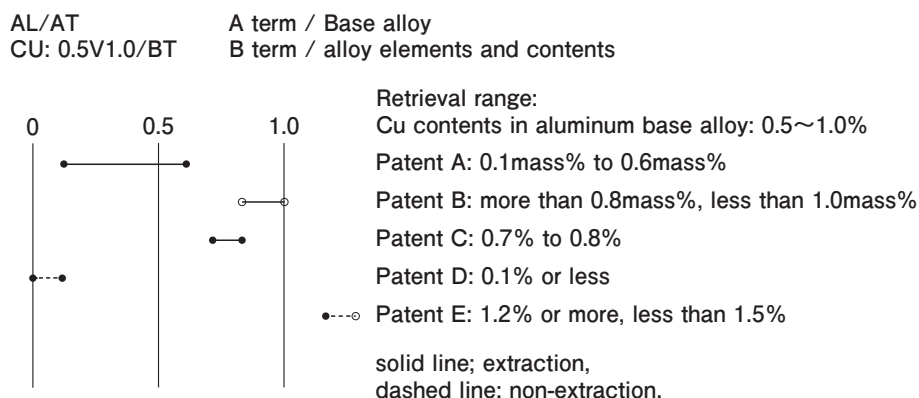 AL/AT A term / Base alloy
CU: 0.5V1.0/BT B term / alloy elements and contents
Retrieval range:
0 0.5 1.0 Cu contents in aluminum base alloy: 0.5～1.0%
Patent A: 0.1mass% to 0.6mass%
Patent B: more than 0.8mass%, less than 1.0mass%
Patent C: 0.7% to 0.8%
Patent D: 0.1% or less
Patent E: 1.2% or more, less than 1.5%
solid line; extraction,
dashed line; non-extraction.